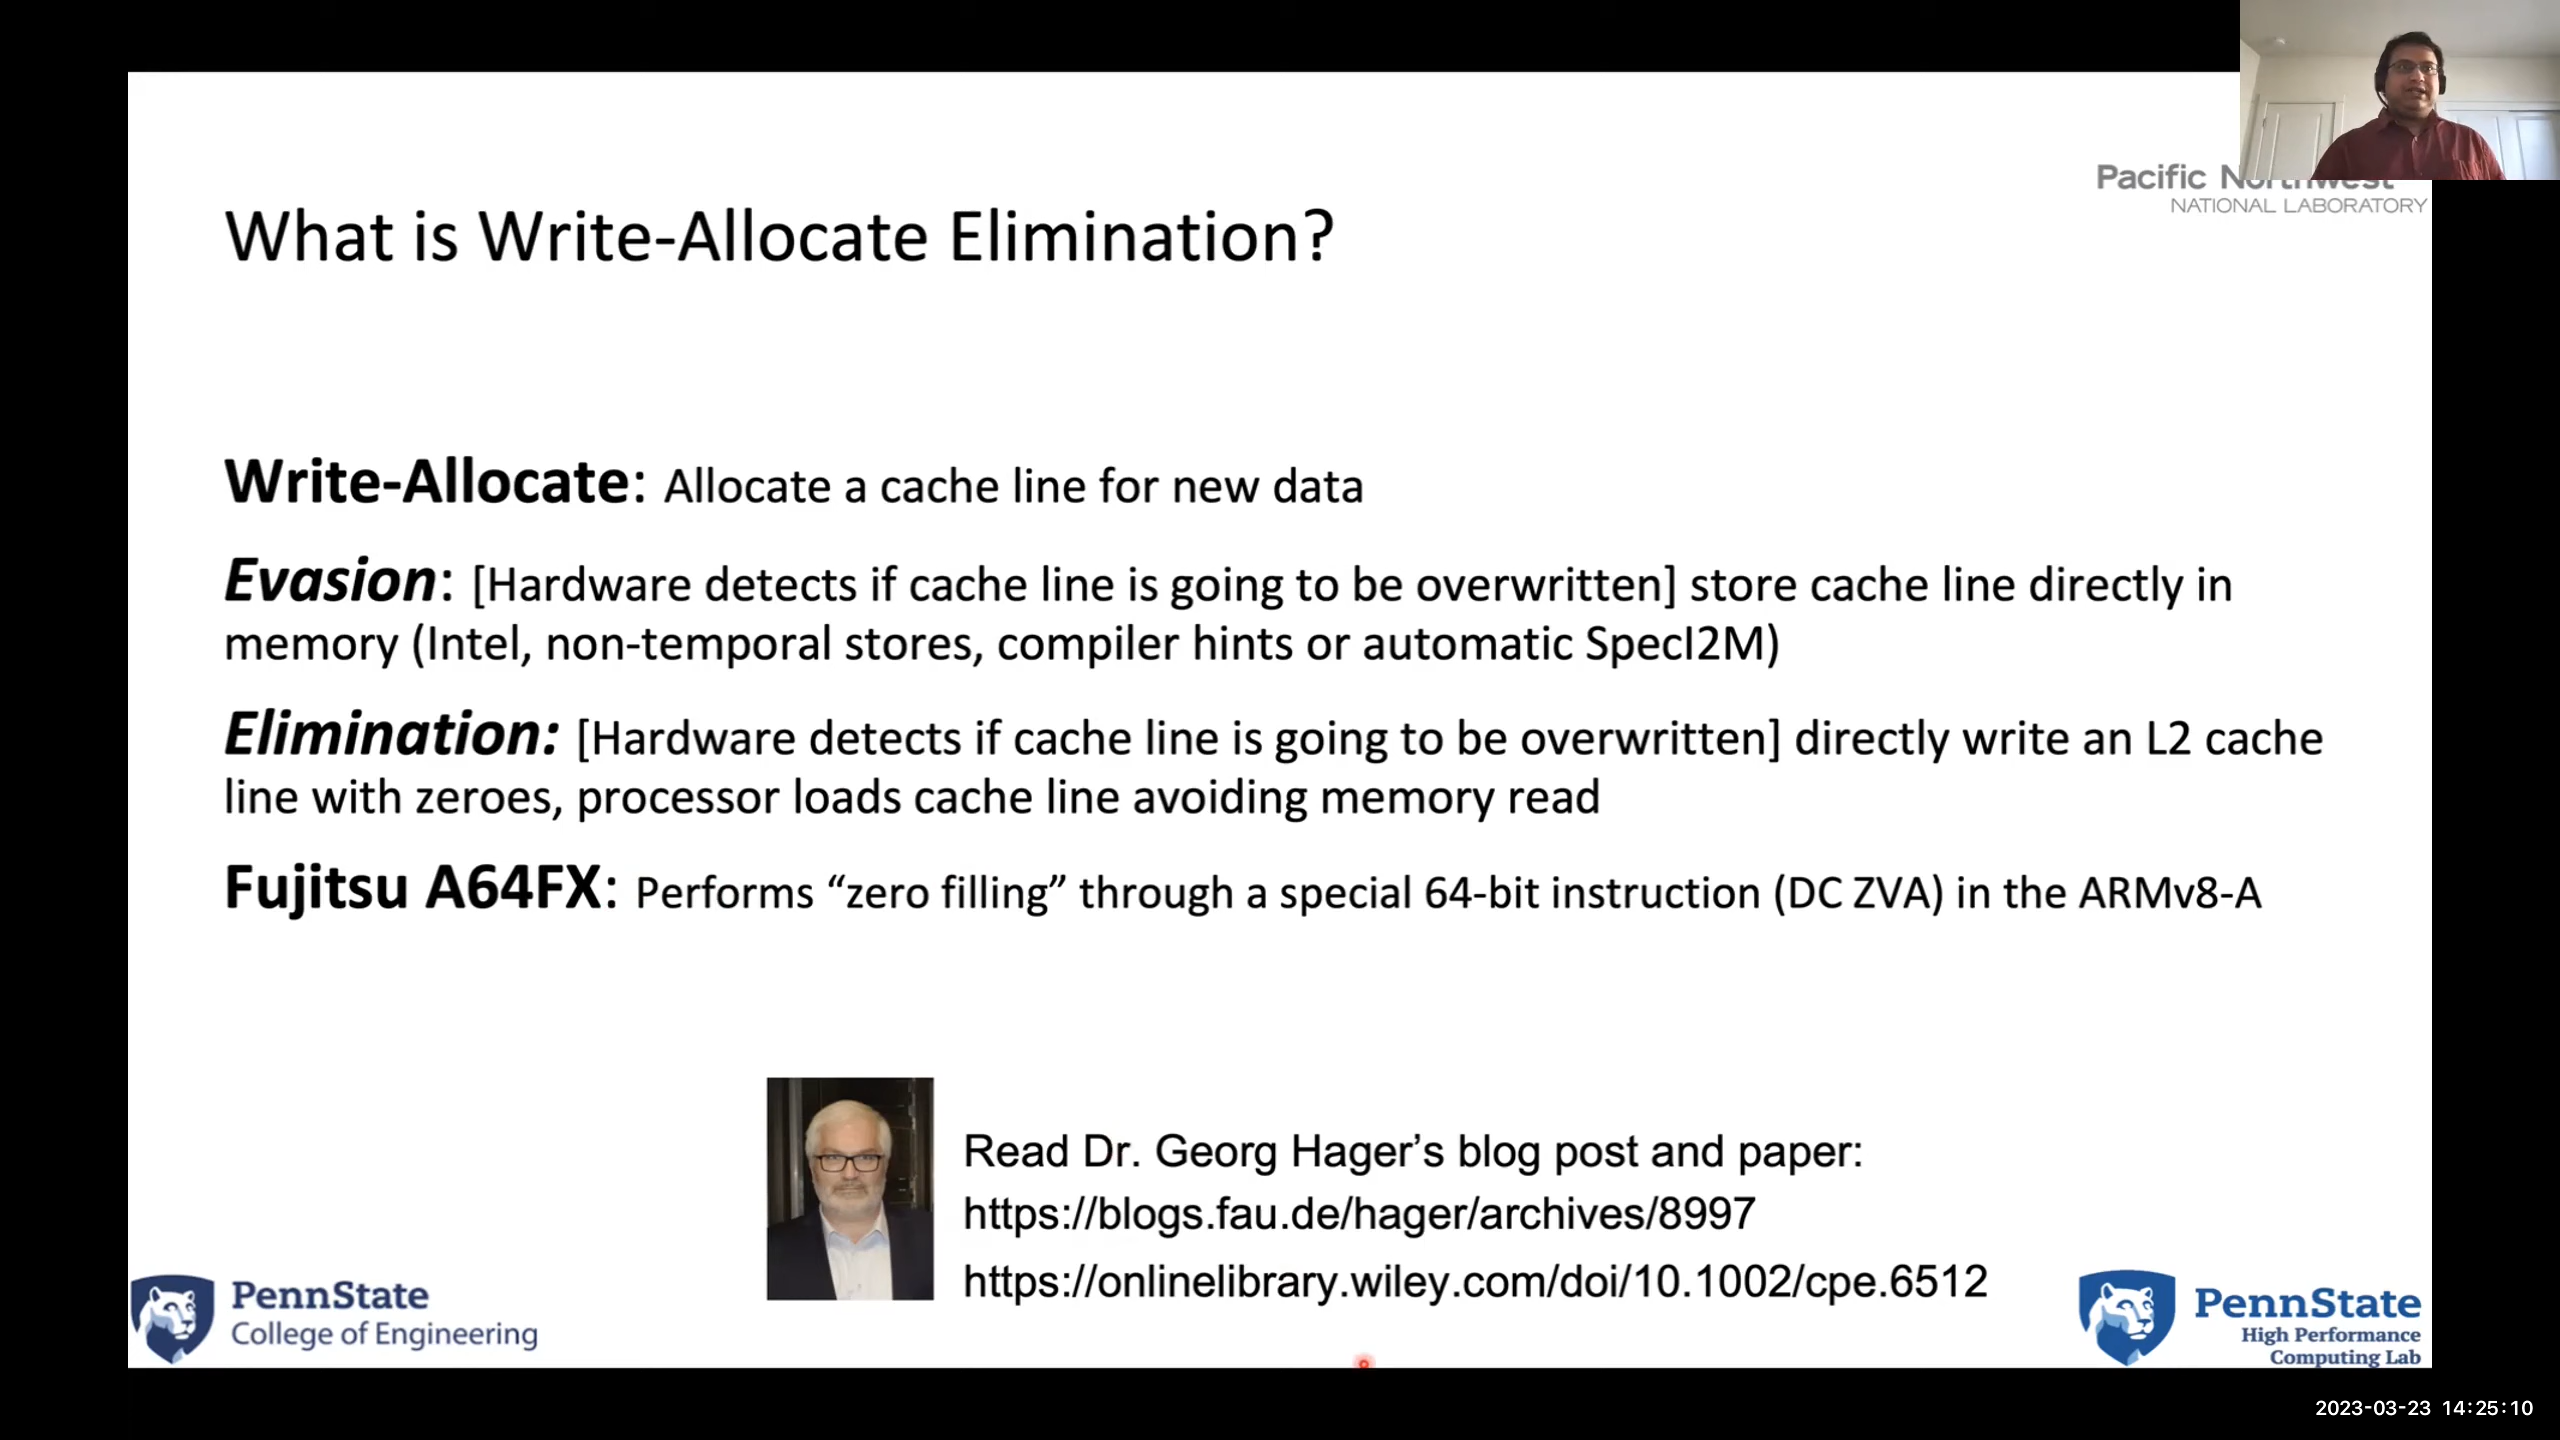 Pacific Northwest
NATIONAL LABORATORY
What is Write-Allocate Elimination?
Write-Allocate: Allocate a cache line for new data
Evasion: [Hardware detects if cache line is going to be overwritten] store cache line directly in
memory (Intel, non-temporal stores, compiler hints or automatic SpecI2M)
Elimination: [Hardware detects if cache line is going to be overwritten] directly write an L2 cache
line with zeroes, processor loads cache line avoiding memory read
Fujitsu A64FX: Performs “zero filling” through a special 64-bit instruction (DC ZVA) in the ARMv8-A
Read Dr. Georg Hager’s blog post and paper:
https://blogs.fau.de/hager/archives/8997
https://onlinelibrary.wiley.com/doi/10.1002/cpe.6512
PennState
College of Engineering
PennState
High Performance
Computing Lab
2023-03-23 14:25:10